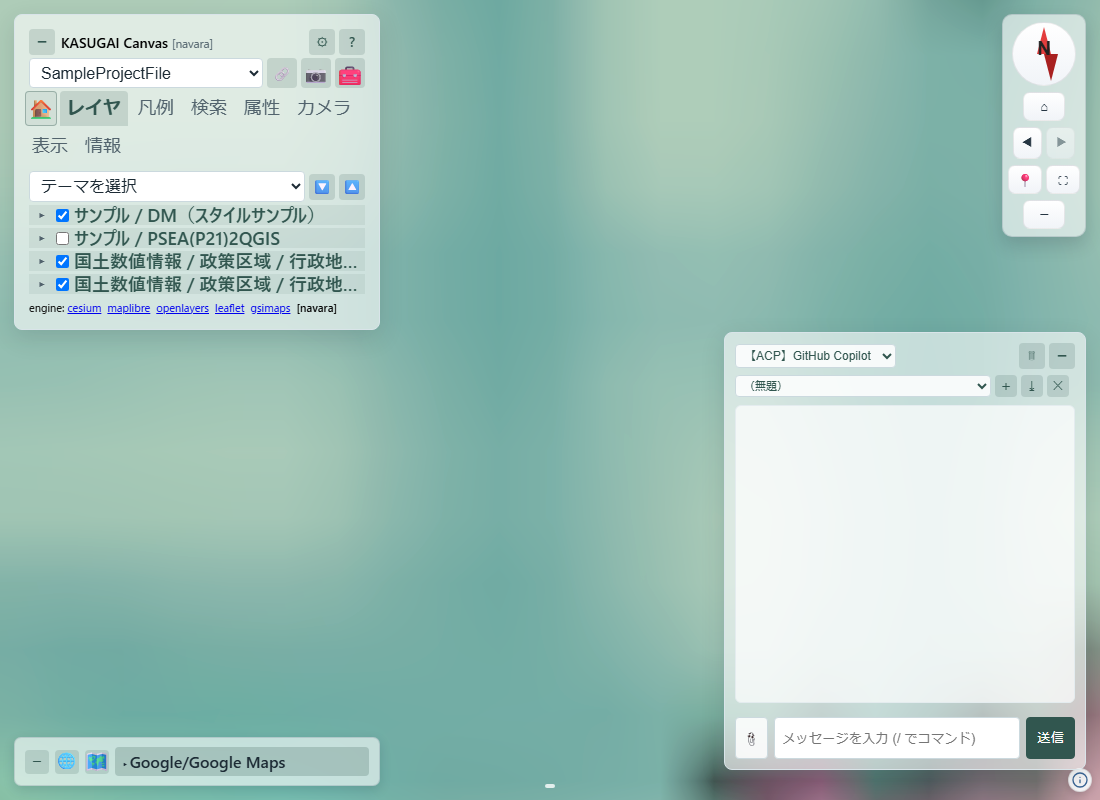 KASUGAI Canvas [navara]
?
SampleProjectFile
レイヤ 凡例 検索 属性 カメラ
表示 情報
テーマを選択
サンプル / DM（スタイルサンプル）
サンプル / PSEA(P21)2QGIS
国土数値情報 / 政策区域 / 行政地…
国土数値情報 / 政策区域 / 行政地…
engine: cesium maplibre openlayers leaflet gsimaps [navara]
N
【ACP】GitHub Copilot
（無題）
メッセージを入力 (/ でコマンド)
送信
Google/Google Maps